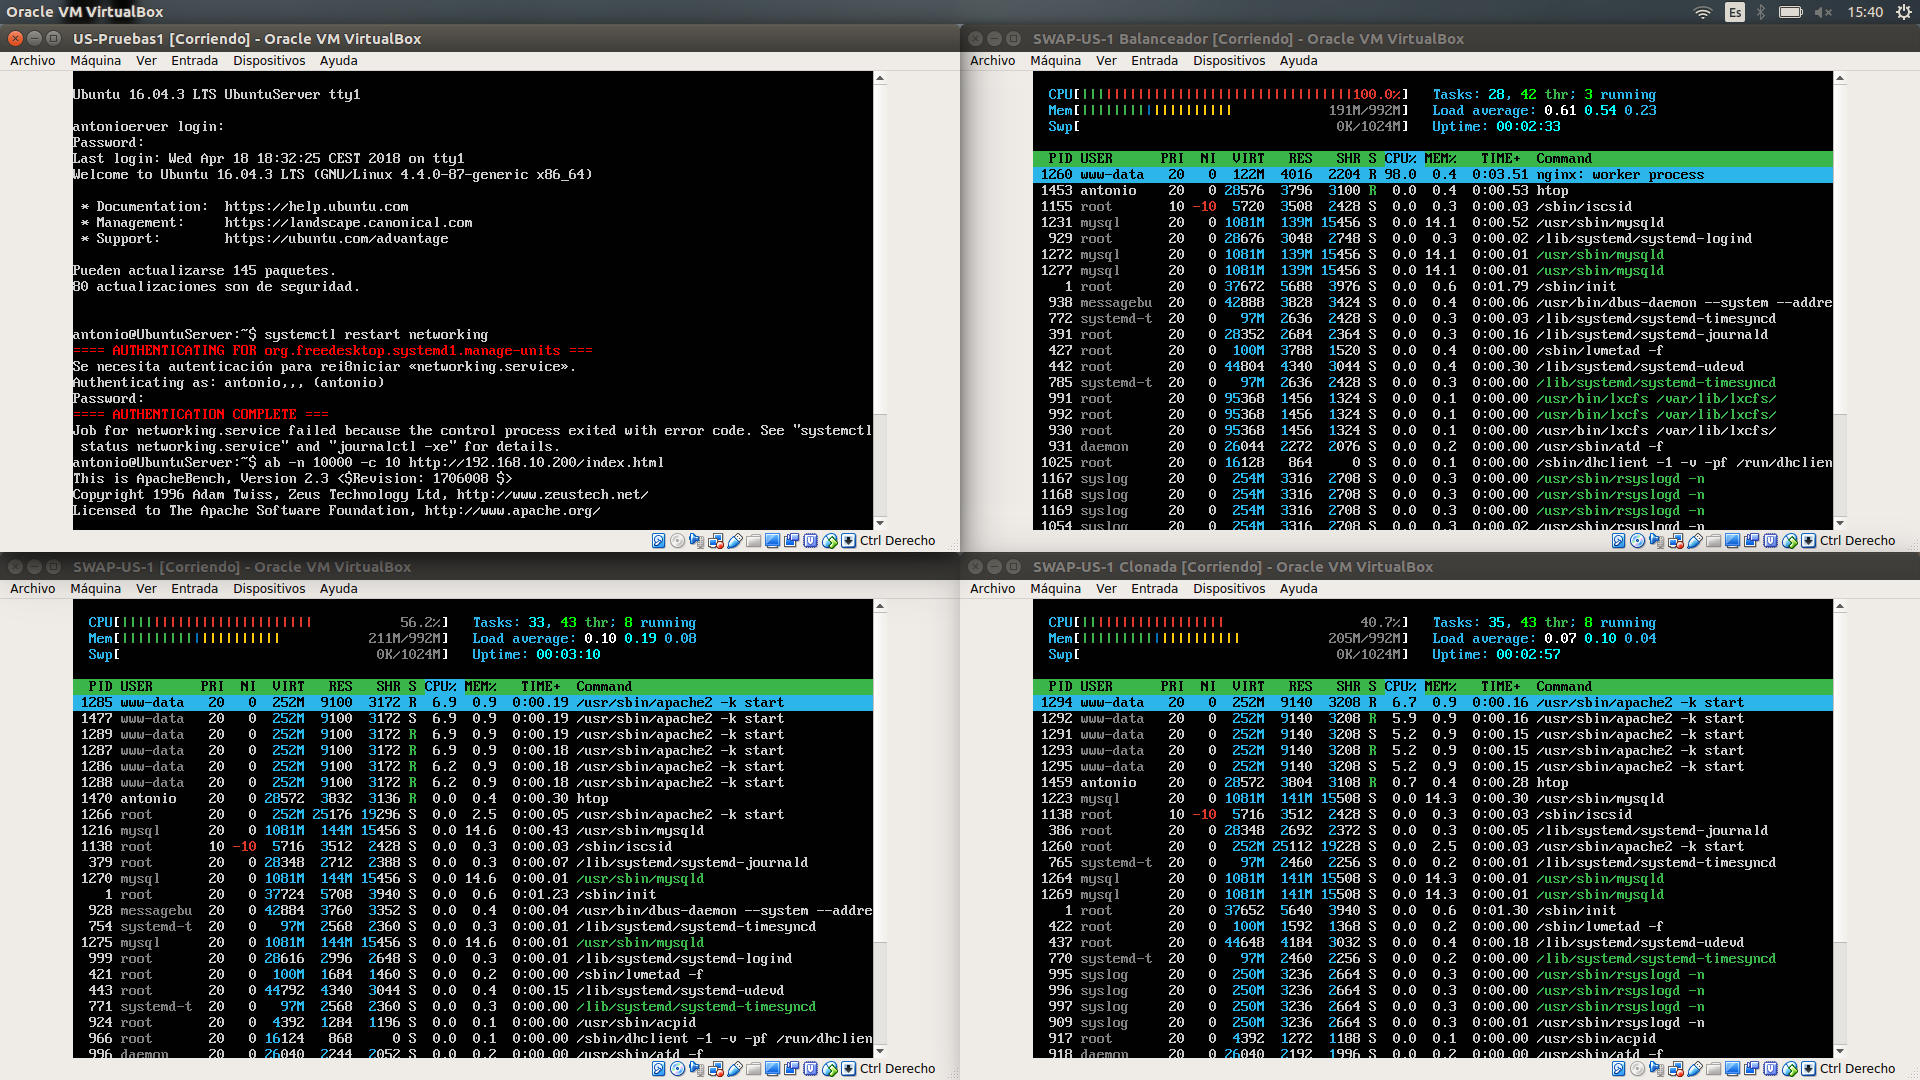 Oracle VM VirtualBox
Es
15:40
US-Pruebas1 [Corriendo] - Oracle VM VirtualBox
Archivo Máquina Ver Entrada Dispositivos Ayuda
Ubuntu 16.04.3 LTS UbuntuServer tty1
antonioerver login:
Password:
Last login: Wed Apr 18 18:32:25 CEST 2018 on tty1
Welcome to Ubuntu 16.04.3 LTS (GNU/Linux 4.4.0-87-generic x86_64)
* Documentation: https://help.ubuntu.com
* Management: https://landscape.canonical.com
* Support: https://ubuntu.com/advantage
Pueden actualizarse 145 paquetes.
80 actualizaciones son de seguridad.
antonio@UbuntuServer:~$ systemctl restart networking
==== AUTHENTICATING FOR org.freedesktop.systemd1.manage-units ===
Se necesita autenticación para rei8niciar «networking.service».
Authenticating as: antonio,,, (antonio)
Password:
==== AUTHENTICATION COMPLETE ===
Job for networking.service failed because the control process exited with error code. See "systemctl
status networking.service" and "journalctl -xe" for details.
antonio@UbuntuServer:~$ ab -n 10000 -c 10 http://192.168.10.200/index.html
This is ApacheBench, Version 2.3 <$Revision: 1706008 $>
Copyright 1996 Adam Twiss, Zeus Technology Ltd, http://www.zeustech.net/
Licensed to The Apache Software Foundation, http://www.apache.org/
Ctrl Derecho
SWAP-US-1 Balanceador [Corriendo] - Oracle VM VirtualBox
Archivo Máquina Ver Entrada Dispositivos Ayuda
CPU[100.0%] Tasks: 28, 42 thr; 3 running
Mem[191M/992M] Load average: 0.61 0.54 0.23
Swp[0K/1024M] Uptime: 00:02:33
PID USER PRI NI VIRT RES SHR S CPU% MEM% TIME+ Command
1260 www-data 20 0 122M 4016 2204 R 98.0 0.4 0:03.51 nginx: worker process
1453 antonio 20 0 28576 3796 3100 R 0.0 0.4 0:00.53 htop
1155 root 10 -10 5720 3508 2428 S 0.0 0.3 0:00.03 /sbin/iscsid
1231 mysql 20 0 1081M 139M 15456 S 0.0 14.1 0:00.52 /usr/sbin/mysqld
929 root 20 0 28676 3048 2748 S 0.0 0.3 0:00.02 /lib/systemd/systemd-logind
1272 mysql 20 0 1081M 139M 15456 S 0.0 14.1 0:00.01 /usr/sbin/mysqld
1277 mysql 20 0 1081M 139M 15456 S 0.0 14.1 0:00.01 /usr/sbin/mysqld
1 root 20 0 37672 5688 3976 S 0.0 0.6 0:01.79 /sbin/init
938 messagebu 20 0 42888 3828 3424 S 0.0 0.4 0:00.06 /usr/bin/dbus-daemon --system --addre
772 systemd-t 20 0 97M 2636 2428 S 0.0 0.3 0:00.03 /lib/systemd/systemd-timesyncd
391 root 20 0 28352 2684 2364 S 0.0 0.3 0:00.16 /lib/systemd/systemd-journald
427 root 20 0 100M 3788 1520 S 0.0 0.4 0:00.00 /sbin/lvmetad -f
442 root 20 0 44804 4340 3044 S 0.0 0.4 0:00.30 /lib/systemd/systemd-udevd
785 systemd-t 20 0 97M 2636 2428 S 0.0 0.3 0:00.00 /lib/systemd/systemd-timesyncd
991 root 20 0 95368 1456 1324 S 0.0 0.1 0:00.00 /usr/bin/lxcfs /var/lib/lxcfs/
992 root 20 0 95368 1456 1324 S 0.0 0.1 0:00.00 /usr/bin/lxcfs /var/lib/lxcfs/
930 root 20 0 95368 1456 1324 S 0.0 0.1 0:00.00 /usr/bin/lxcfs /var/lib/lxcfs/
931 daemon 20 0 26044 2272 2076 S 0.0 0.2 0:00.00 /usr/sbin/atd -f
1025 root 20 0 16128 864 0 S 0.0 0.1 0:00.00 /sbin/dhclient -1 -v -pf /run/dhclien
1167 syslog 20 0 254M 3316 2708 S 0.0 0.3 0:00.00 /usr/sbin/rsyslogd -n
1168 syslog 20 0 254M 3316 2708 S 0.0 0.3 0:00.00 /usr/sbin/rsyslogd -n
1169 syslog 20 0 254M 3316 2708 S 0.0 0.3 0:00.00 /usr/sbin/rsyslogd -n
1054 syslog 20 0 254M 3316 2708 S 0.0 0.3 0:00.02 /usr/sbin/rsyslogd -n
Ctrl Derecho
SWAP-US-1 [Corriendo] - Oracle VM VirtualBox
Archivo Máquina Ver Entrada Dispositivos Ayuda
CPU[56.2%] Tasks: 33, 43 thr; 8 running
Mem[211M/992M] Load average: 0.10 0.19 0.08
Swp[0K/1024M] Uptime: 00:03:10
PID USER PRI NI VIRT RES SHR S CPU% MEM% TIME+ Command
1285 www-data 20 0 252M 9100 3172 R 6.9 0.9 0:00.19 /usr/sbin/apache2 -k start
1477 www-data 20 0 252M 9100 3172 S 6.9 0.9 0:00.19 /usr/sbin/apache2 -k start
1289 www-data 20 0 252M 9100 3172 R 6.9 0.9 0:00.19 /usr/sbin/apache2 -k start
1287 www-data 20 0 252M 9100 3172 R 6.9 0.9 0:00.18 /usr/sbin/apache2 -k start
1286 www-data 20 0 252M 9100 3172 R 6.2 0.9 0:00.18 /usr/sbin/apache2 -k start
1288 www-data 20 0 252M 9100 3172 R 6.2 0.9 0:00.18 /usr/sbin/apache2 -k start
1470 antonio 20 0 28572 3832 3136 R 0.0 0.4 0:00.30 htop
1266 root 20 0 252M 25176 19296 S 0.0 2.5 0:00.05 /usr/sbin/apache2 -k start
1216 mysql 20 0 1081M 144M 15456 S 0.0 14.6 0:00.43 /usr/sbin/mysqld
1138 root 10 -10 5716 3512 2428 S 0.0 0.3 0:00.03 /sbin/iscsid
379 root 20 0 28348 2712 2388 S 0.0 0.3 0:00.07 /lib/systemd/systemd-journald
1270 mysql 20 0 1081M 144M 15456 S 0.0 14.6 0:00.01 /usr/sbin/mysqld
1 root 20 0 37724 5708 3940 S 0.0 0.6 0:01.23 /sbin/init
928 messagebu 20 0 42884 3760 3352 S 0.0 0.4 0:00.04 /usr/bin/dbus-daemon --system --addre
754 systemd-t 20 0 97M 2568 2360 S 0.0 0.3 0:00.01 /lib/systemd/systemd-timesyncd
1275 mysql 20 0 1081M 144M 15456 S 0.0 14.6 0:00.01 /usr/sbin/mysqld
999 root 20 0 28616 2996 2648 S 0.0 0.3 0:00.01 /lib/systemd/systemd-logind
421 root 20 0 100M 1684 1460 S 0.0 0.2 0:00.00 /sbin/lvmetad -f
443 root 20 0 44792 4340 3044 S 0.0 0.4 0:00.15 /lib/systemd/systemd-udevd
771 systemd-t 20 0 97M 2568 2360 S 0.0 0.3 0:00.00 /lib/systemd/systemd-timesyncd
924 root 20 0 4392 1284 1196 S 0.0 0.1 0:00.00 /usr/sbin/acpid
966 root 20 0 16124 868 0 S 0.0 0.1 0:00.00 /sbin/dhclient -1 -v -pf /run/dhclien
996 daemon 20 0 26040 2244 2052 S 0.0 0.2 0:00.00 /usr/sbin/atd -f
Ctrl Derecho
SWAP-US-1 Clonada [Corriendo] - Oracle VM VirtualBox
Archivo Máquina Ver Entrada Dispositivos Ayuda
CPU[40.7%] Tasks: 35, 43 thr; 8 running
Mem[205M/992M] Load average: 0.07 0.10 0.04
Swp[0K/1024M] Uptime: 00:02:57
PID USER PRI NI VIRT RES SHR S CPU% MEM% TIME+ Command
1294 www-data 20 0 252M 9140 3208 R 6.7 0.9 0:00.16 /usr/sbin/apache2 -k start
1292 www-data 20 0 252M 9140 3208 R 5.9 0.9 0:00.16 /usr/sbin/apache2 -k start
1291 www-data 20 0 252M 9140 3208 S 5.2 0.9 0:00.15 /usr/sbin/apache2 -k start
1293 www-data 20 0 252M 9140 3208 R 5.2 0.9 0:00.15 /usr/sbin/apache2 -k start
1295 www-data 20 0 252M 9140 3208 S 5.2 0.9 0:00.15 /usr/sbin/apache2 -k start
1459 antonio 20 0 28572 3804 3108 R 0.7 0.4 0:00.28 htop
1223 mysql 20 0 1081M 141M 15508 S 0.0 14.3 0:00.30 /usr/sbin/mysqld
1138 root 10 -10 5716 3512 2428 S 0.0 0.3 0:00.03 /sbin/iscsid
386 root 20 0 28348 2692 2372 S 0.0 0.3 0:00.05 /lib/systemd/systemd-journald
1260 root 20 0 252M 25112 19228 S 0.0 2.5 0:00.03 /usr/sbin/apache2 -k start
765 systemd-t 20 0 97M 2460 2256 S 0.0 0.2 0:00.01 /lib/systemd/systemd-timesyncd
1264 mysql 20 0 1081M 141M 15508 S 0.0 14.3 0:00.01 /usr/sbin/mysqld
1269 mysql 20 0 1081M 141M 15508 S 0.0 14.3 0:00.01 /usr/sbin/mysqld
1 root 20 0 37652 5640 3940 S 0.0 0.6 0:01.30 /sbin/init
422 root 20 0 100M 1592 1368 S 0.0 0.2 0:00.00 /sbin/lvmetad -f
437 root 20 0 44648 4184 3032 S 0.0 0.4 0:00.18 /lib/systemd/systemd-udevd
770 systemd-t 20 0 97M 2460 2256 S 0.0 0.2 0:00.00 /lib/systemd/systemd-timesyncd
995 syslog 20 0 250M 3236 2664 S 0.0 0.3 0:00.00 /usr/sbin/rsyslogd -n
996 syslog 20 0 250M 3236 2664 S 0.0 0.3 0:00.00 /usr/sbin/rsyslogd -n
997 syslog 20 0 250M 3236 2664 S 0.0 0.3 0:00.00 /usr/sbin/rsyslogd -n
909 syslog 20 0 250M 3236 2664 S 0.0 0.3 0:00.01 /usr/sbin/rsyslogd -n
917 root 20 0 4392 1272 1188 S 0.0 0.1 0:00.00 /usr/sbin/acpid
918 daemon 20 0 26040 2192 1996 S 0.0 0.2 0:00.00 /usr/sbin/atd -f
Ctrl Derecho